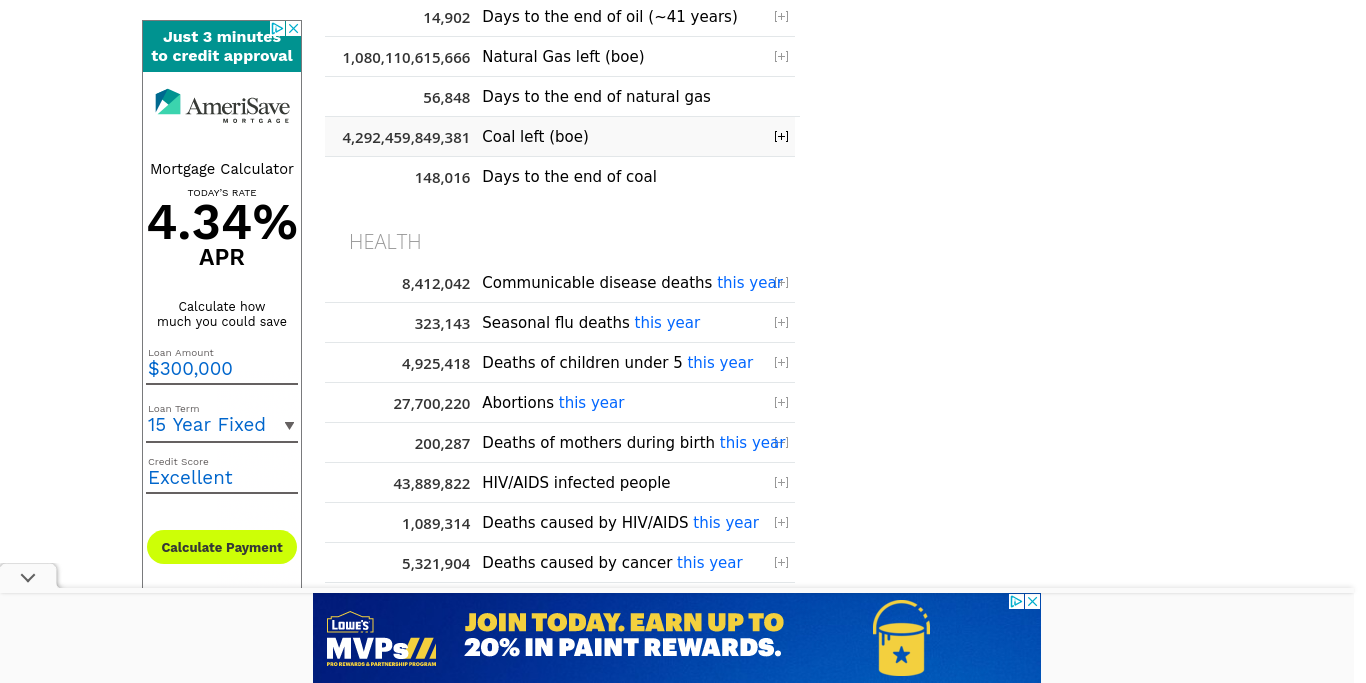 14,902 Days to the end of oil (~41 years) [+]
1,080,110,615,666 Natural Gas left (boe) [+]
56,848 Days to the end of natural gas
4,292,459,849,381 Coal left (boe) [+]
148,016 Days to the end of coal
HEALTH
8,412,042 Communicable disease deaths this year [+]
323,143 Seasonal flu deaths this year [+]
4,925,418 Deaths of children under 5 this year [+]
27,700,220 Abortions this year [+]
200,287 Deaths of mothers during birth this year [+]
43,889,822 HIV/AIDS infected people [+]
1,089,314 Deaths caused by HIV/AIDS this year [+]
5,321,904 Deaths caused by cancer this year [+]
Just 3 minutes
to credit approval
AmeriSave
MORTGAGE
Mortgage Calculator
TODAY'S RATE
4.34%
APR
Calculate how
much you could save
Loan Amount
$300,000
Loan Term
15 Year Fixed
Credit Score
Excellent
Calculate Payment
LOWE'S
MVPs
PRO REWARDS & PARTNERSHIP PROGRAM
JOIN TODAY. EARN UP TO
20% IN PAINT REWARDS.